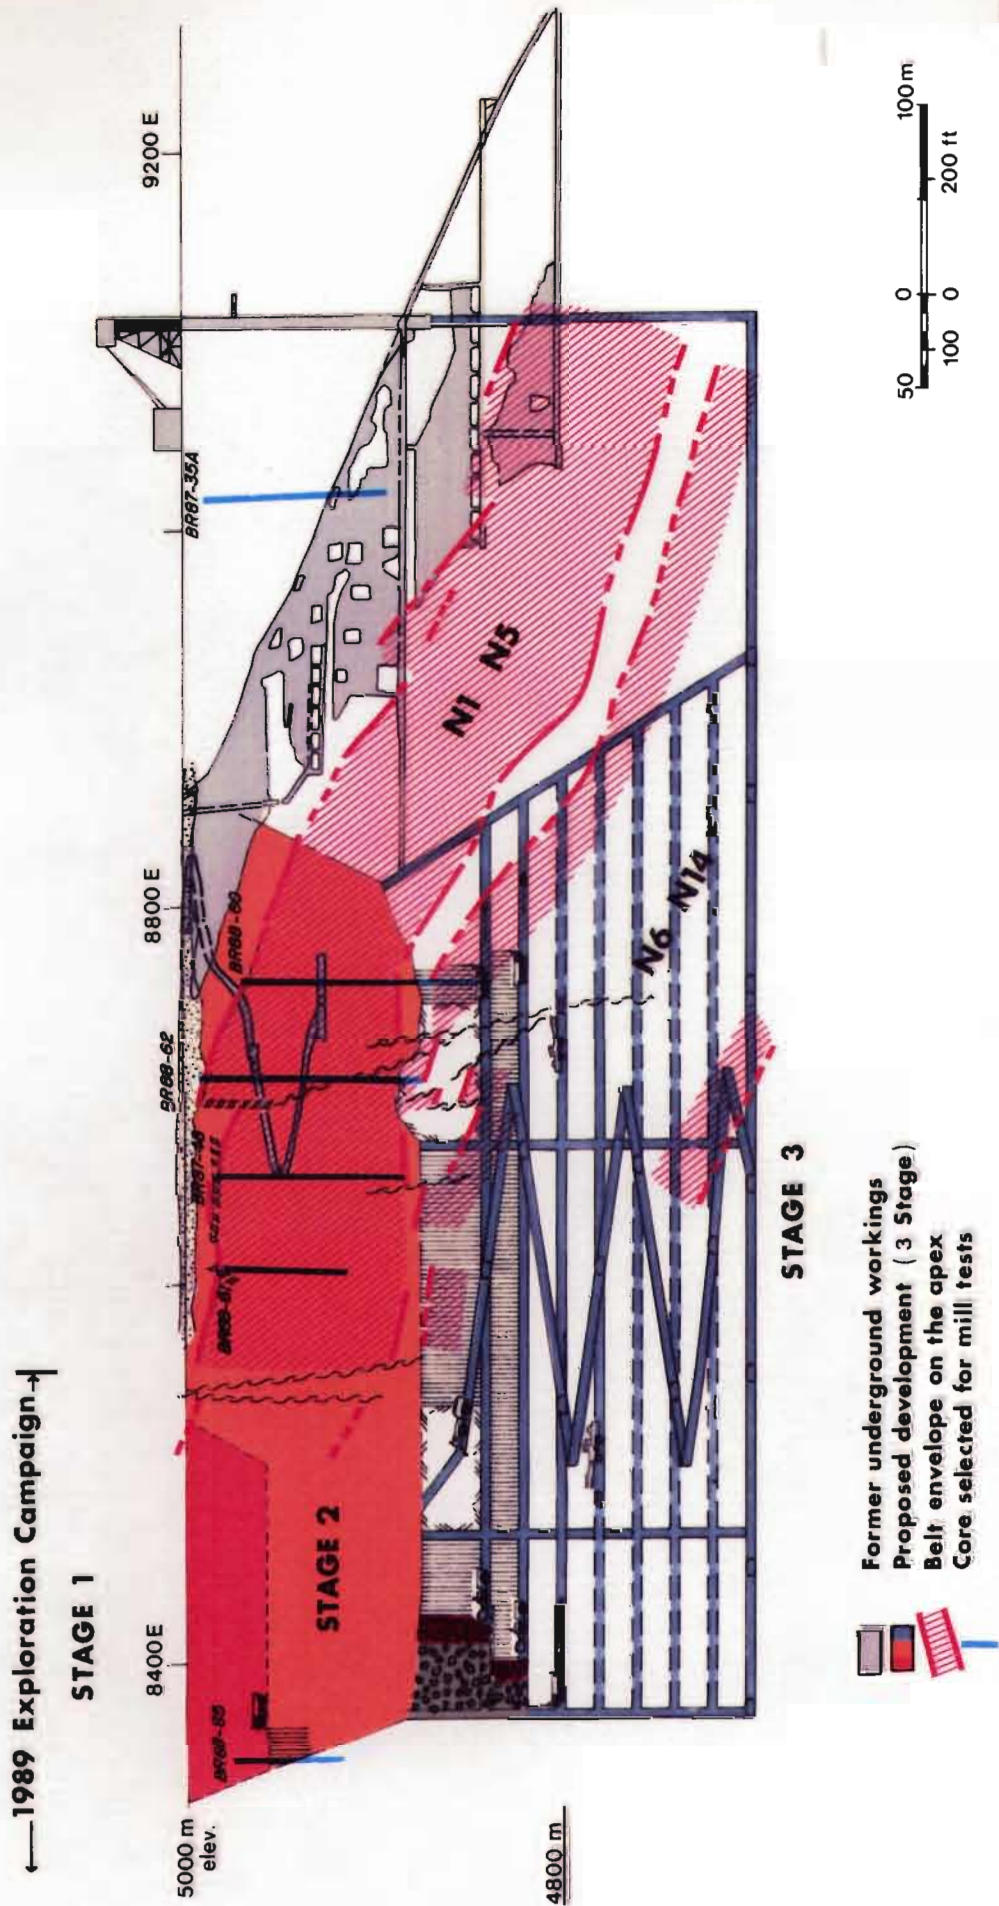 ←1989 Exploration Campaign→
STAGE 1
8400 E
8800 E
9200 E
5000 m
elev.
4800 m
BR88-62
BR87-35A
BR88-60
STAGE 2
N1 N5
N6 N14
STAGE 3
50 0 100 m
100 0 200 ft
Former underground workings
Proposed development (3 Stage)
Belt envelope on the apex
Core selected for mill tests